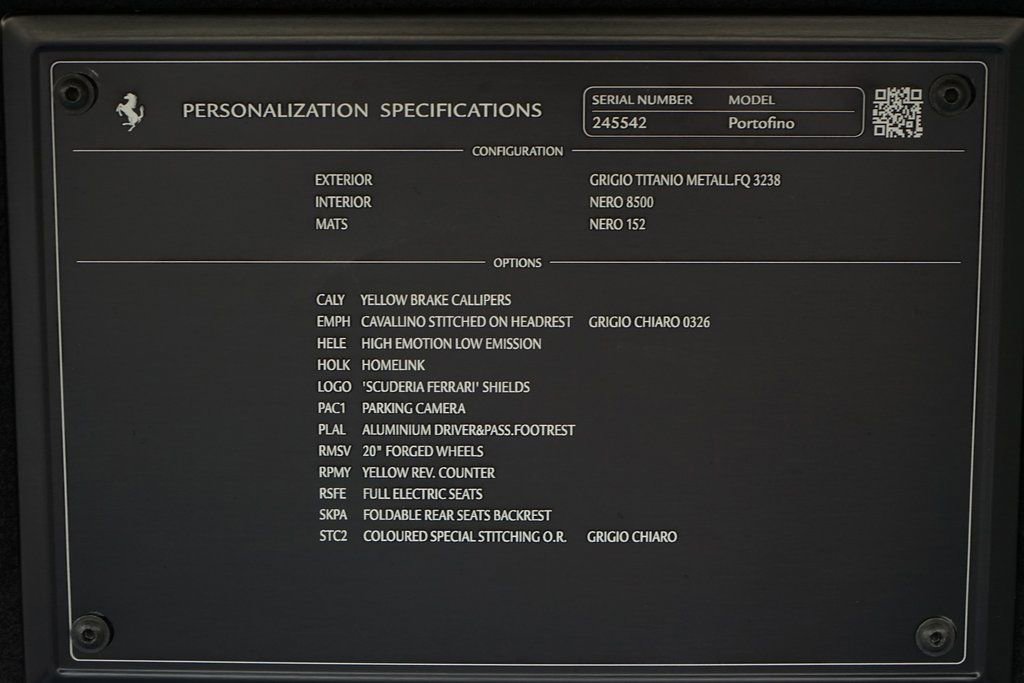 PERSONALIZATION SPECIFICATIONS
SERIAL NUMBER MODEL
245542 Portofino
CONFIGURATION
EXTERIOR GRIGIO TITANIO METALL.FQ 3238
INTERIOR NERO 8500
MATS NERO 152
OPTIONS
CALY YELLOW BRAKE CALLIPERS
EMPH CAVALLINO STITCHED ON HEADREST GRIGIO CHIARO 0326
HELE HIGH EMOTION LOW EMISSION
HOLK HOMELINK
LOGO 'SCUDERIA FERRARI' SHIELDS
PAC1 PARKING CAMERA
PLAL ALUMINIUM DRIVER&PASS.FOOTREST
RMSV 20" FORGED WHEELS
RPMY YELLOW REV. COUNTER
RSFE FULL ELECTRIC SEATS
SKPA FOLDABLE REAR SEATS BACKREST
STC2 COLOURED SPECIAL STITCHING O.R. GRIGIO CHIARO